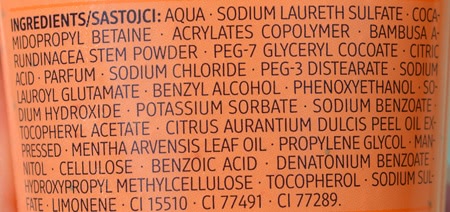 INGREDIENTS/SASTOJCI: AQUA · SODIUM LAURETH SULFATE · COCA-
MIDOPROPYL BETAINE · ACRYLATES COPOLYMER · BAMBUSA A-
RUNDINACEA STEM POWDER · PEG-7 GLYCERYL COCOATE · CITRIC
ACID · PARFUM · SODIUM CHLORIDE · PEG-3 DISTEARATE · SODIUM
LAUROYL GLUTAMATE · BENZYL ALCOHOL · PHENOXYETHANOL · SO-
DIUM HYDROXIDE · POTASSIUM SORBATE · SODIUM BENZOATE ·
TOCOPHERYL ACETATE · CITRUS AURANTIUM DULCIS PEEL OIL EX-
PRESSED · MENTHA ARVENSIS LEAF OIL · PROPYLENE GLYCOL · MAN-
NITOL · CELLULOSE · BENZOIC ACID · DENATONIUM BENZOATE ·
HYDROXYPROPYL METHYLCELLULOSE · TOCOPHEROL · SODIUM SUL-
FATE · LIMONENE · CI 15510 · CI 77491 · CI 77289.